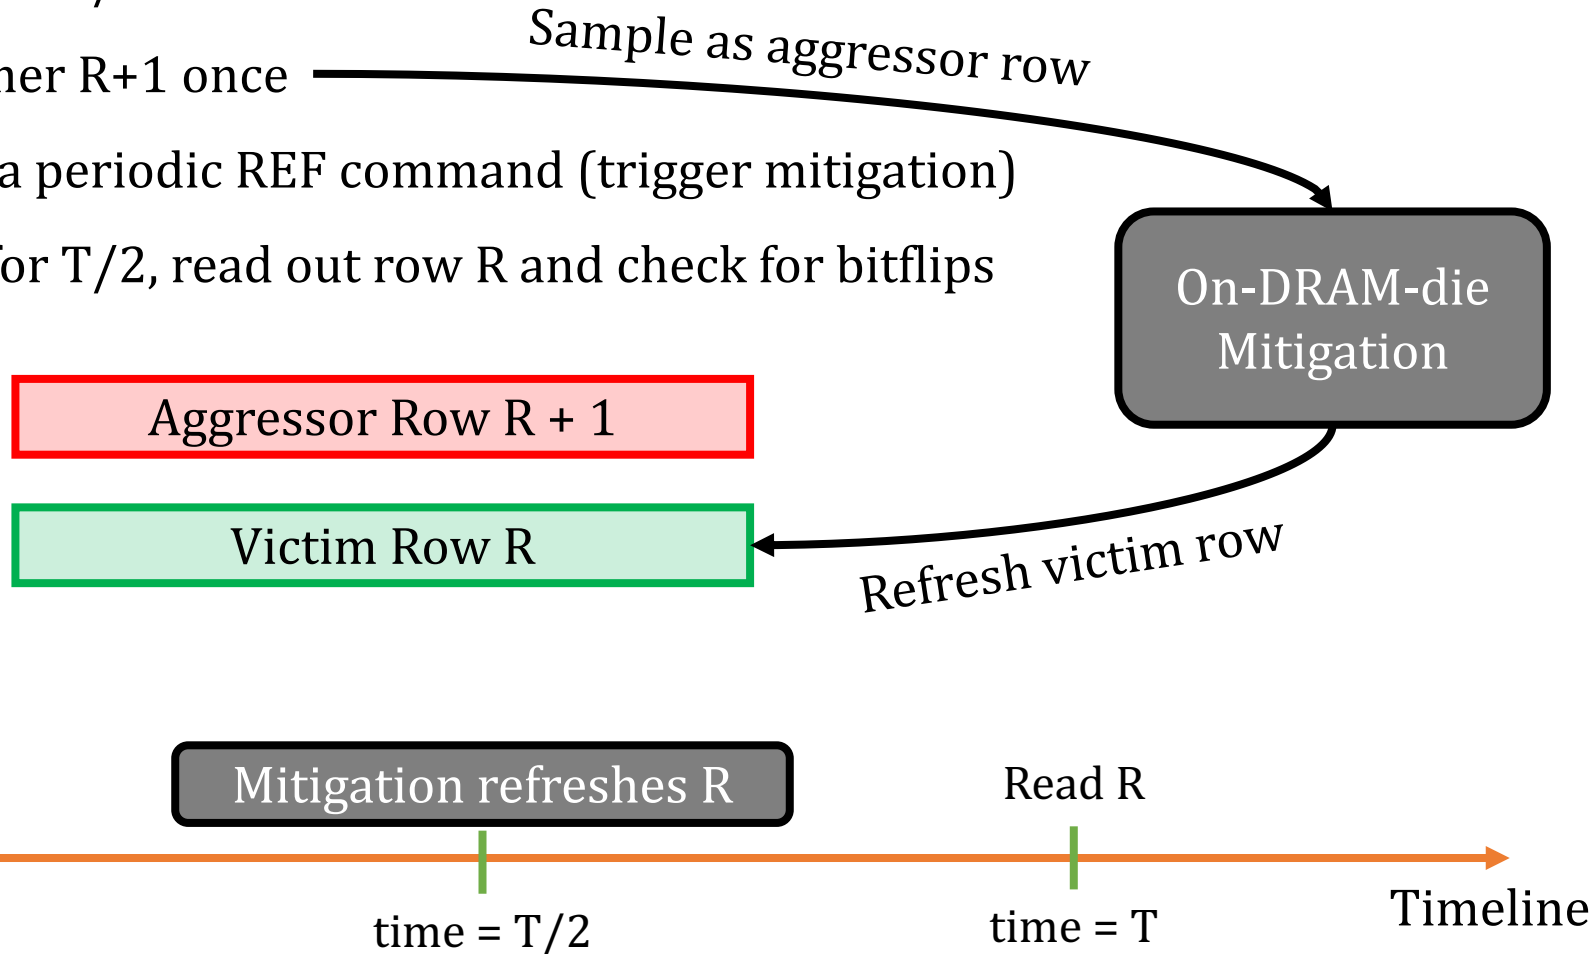 Sample as aggressor row
R+1 once
a periodic REF command (trigger mitigation)
for T/2, read out row R and check for bitflips
On-DRAM-die
Mitigation
Aggressor Row R + 1
Victim Row R
Refresh victim row
Mitigation refreshes R
Read R
time = T/2
time = T
Timeline